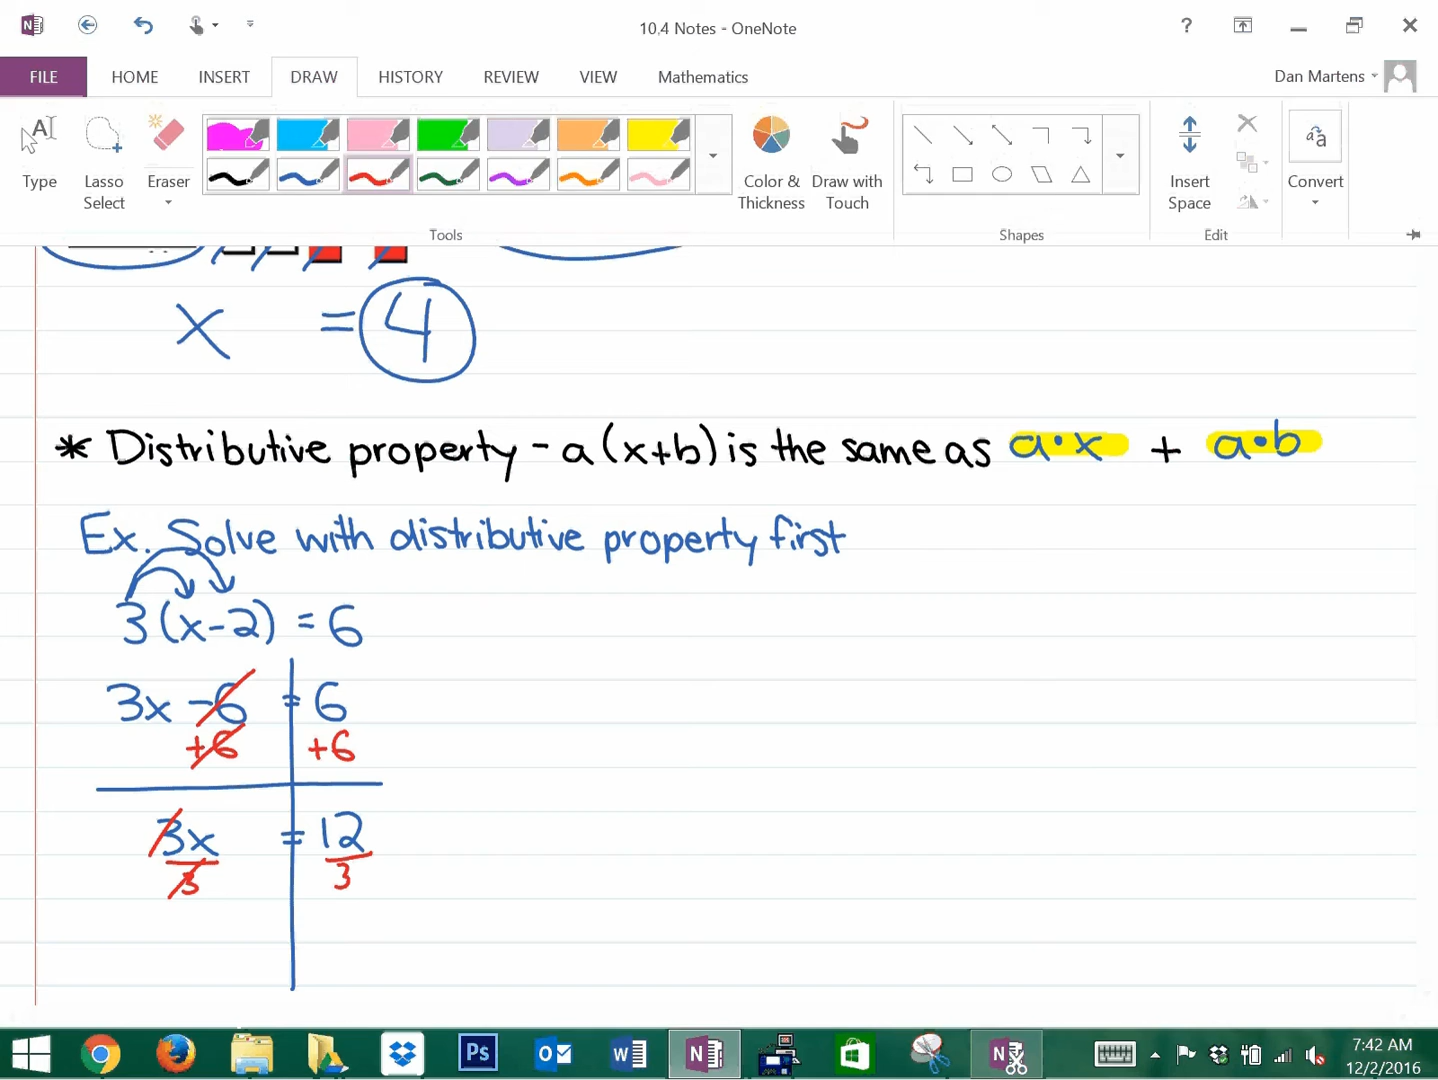 10.4 Notes - OneNote
?
FILE HOME INSERT DRAW HISTORY REVIEW VIEW Mathematics Dan Martens
Type Lasso Select Eraser Color & Thickness Draw with Touch Insert Space Convert
Tools Shapes Edit
x = 4
* Distributive property - a(x+b) is the same as a•x + a•b
Ex. Solve with distributive property first
3(x-2) = 6
3x -6 = 6
+6 +6
3x = 12
3 3
Ps
7:42 AM
12/2/2016